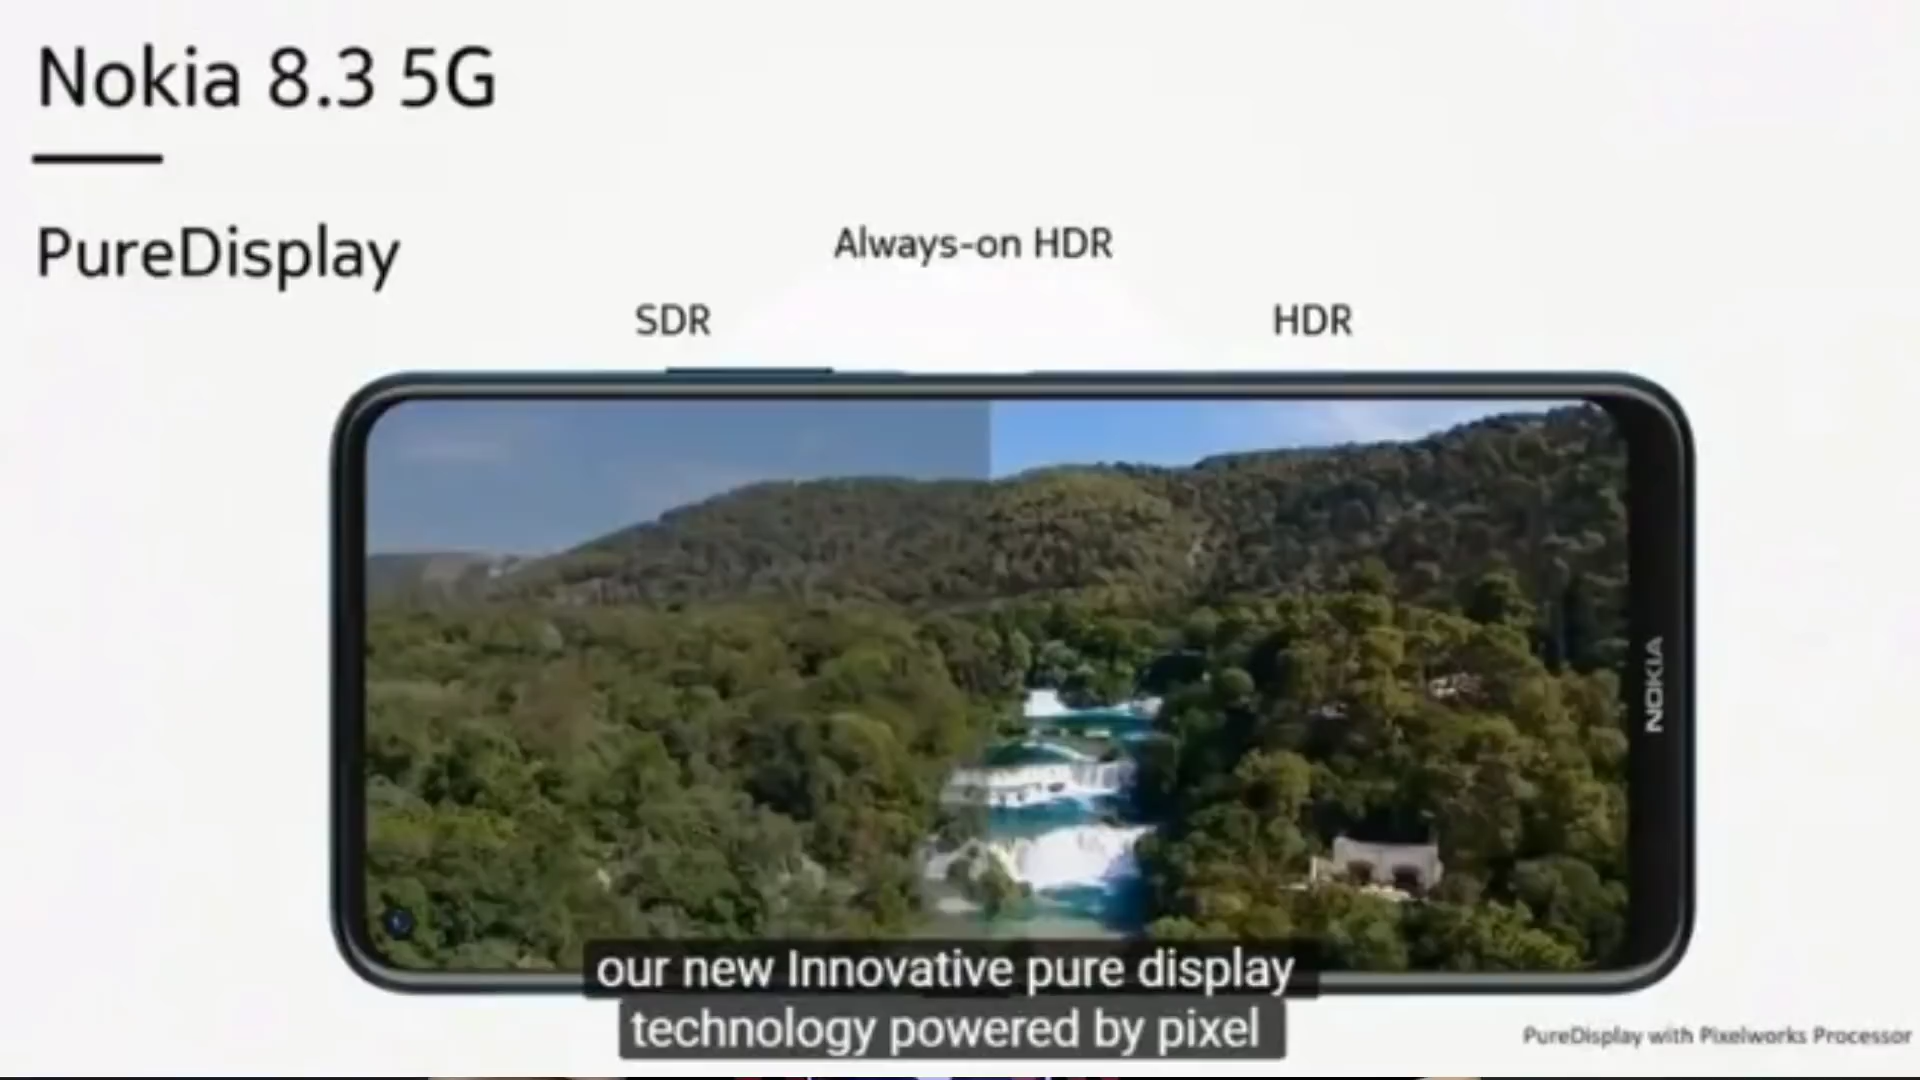 Nokia 8.3 5G
PureDisplay
Always-on HDR
SDR
HDR
NOKIA
our new Innovative pure display
technology powered by pixel
PureDisplay with Pixelworks Processor